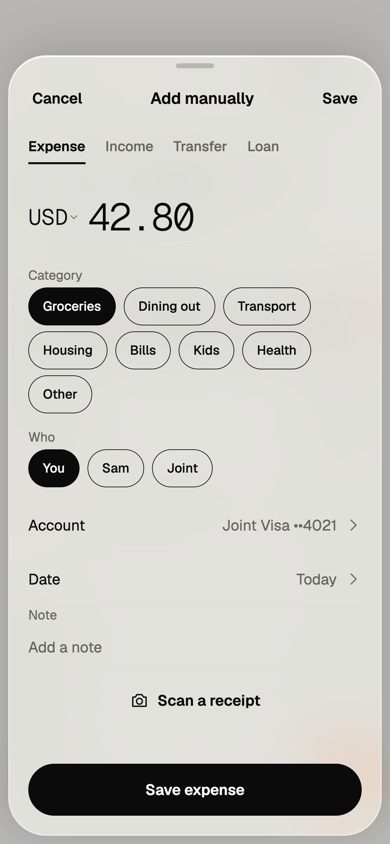 Cancel Add manually Save
Expense Income Transfer Loan
USD 42.80
Category
Groceries Dining out Transport
Housing Bills Kids Health
Other
Who
You Sam Joint
Account Joint Visa ••4021
Date Today
Note
Add a note
Scan a receipt
Save expense